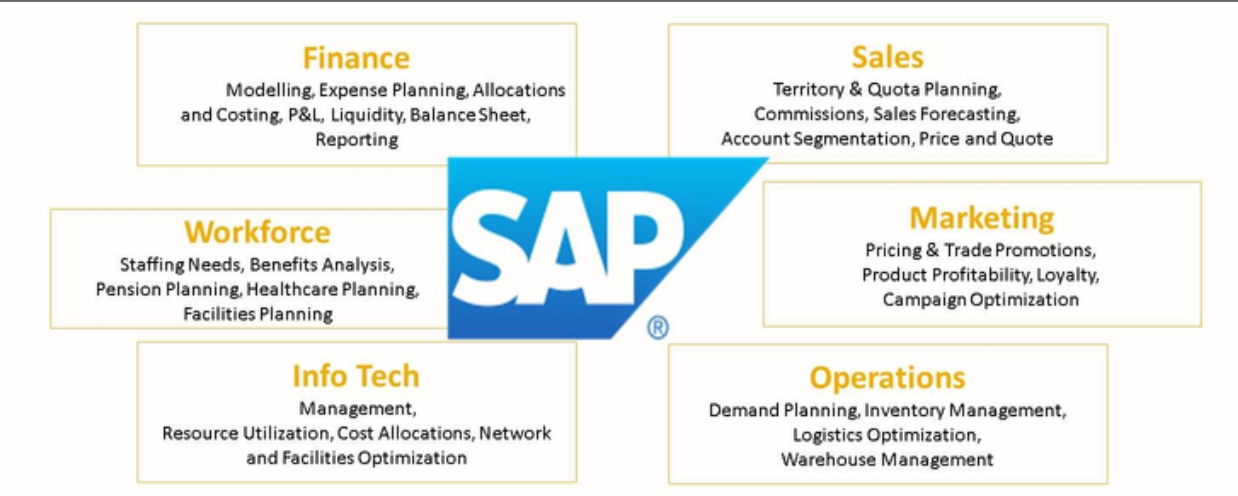 Finance
Modelling, Expense Planning, Allocations
and Costing, P&L, Liquidity, Balance Sheet,
Reporting
Sales
Territory & Quota Planning,
Commissions, Sales Forecasting,
Account Segmentation, Price and Quote
Workforce
Staffing Needs, Benefits Analysis,
Pension Planning, Healthcare Planning,
Facilities Planning
SAP
®
Marketing
Pricing & Trade Promotions,
Product Profitability, Loyalty,
Campaign Optimization
Info Tech
Management,
Resource Utilization, Cost Allocations, Network
and Facilities Optimization
Operations
Demand Planning, Inventory Management,
Logistics Optimization,
Warehouse Management